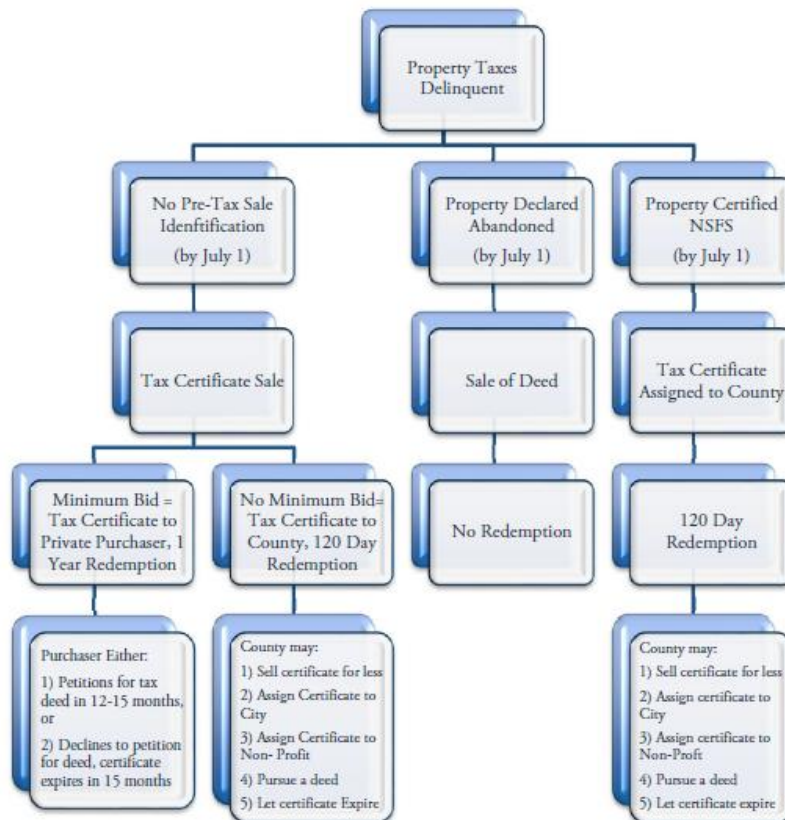 Property Taxes
Delinquent
No Pre-Tax Sale
Idenftification
(by July 1)
Property Declared
Abandoned
(by July 1)
Property Certified
NSFS
(by July 1)
Tax Certificate Sale
Sale of Deed
Tax Certificate
Assigned to County
Minimum Bid =
Tax Certificate to
Private Purchaser, 1
Year Redemption
No Minimum Bid=
Tax Certificate to
County, 120 Day
Redemption
No Redemption
120 Day
Redemption
Purchaser Either:
1) Petitions for tax
deed in 12-15 months,
or
2) Declines to petition
for deed, certificate
expires in 15 months
County may:
1) Sell certificate for less
2) Assign Certificate to
City
3) Assign Certificate to
Non- Profit
4) Pursue a deed
5) Let certificate Expire
County may:
1) Sell certificate for less
2) Assign certificate to
City
3) Assign certificate to
Non-Proft
4) Pursue a deed
5) Let certificate expire